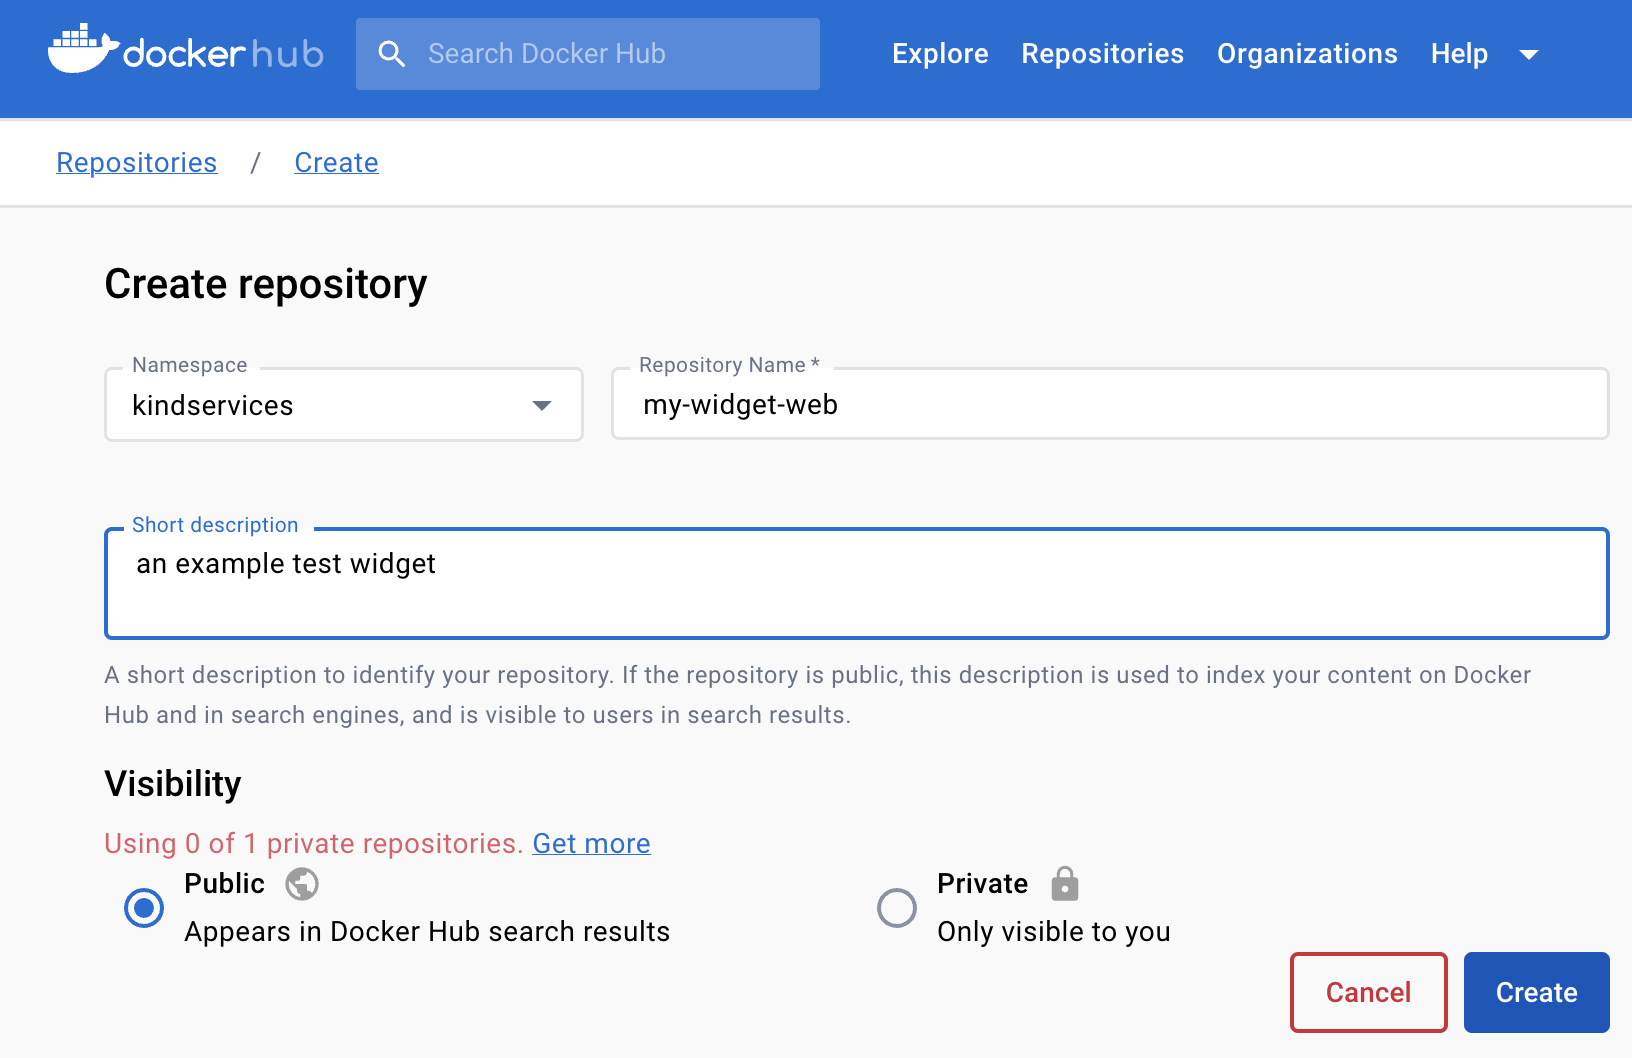 dockerhub
Search Docker Hub
Explore Repositories Organizations Help
Repositories / Create
Create repository
Namespace
kindservices
Repository Name *
my-widget-web
Short description
an example test widget
A short description to identify your repository. If the repository is public, this description is used to index your content on Docker
Hub and in search engines, and is visible to users in search results.
Visibility
Using 0 of 1 private repositories. Get more
Public
Appears in Docker Hub search results
Private
Only visible to you
Cancel
Create